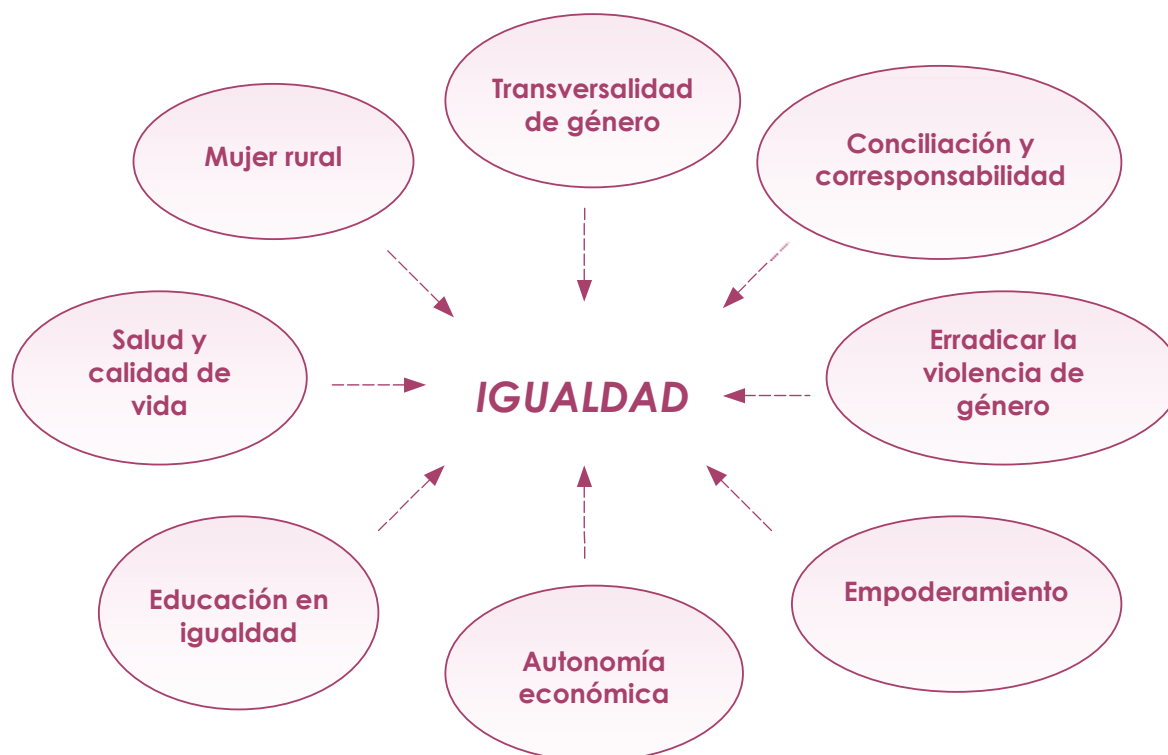 Transversalidad
de género
Mujer rural
Conciliación y
corresponsabilidad
Salud y
calidad de
vida
IGUALDAD
Erradicar la
violencia de
género
Educación en
igualdad
Autonomía
económica
Empoderamiento